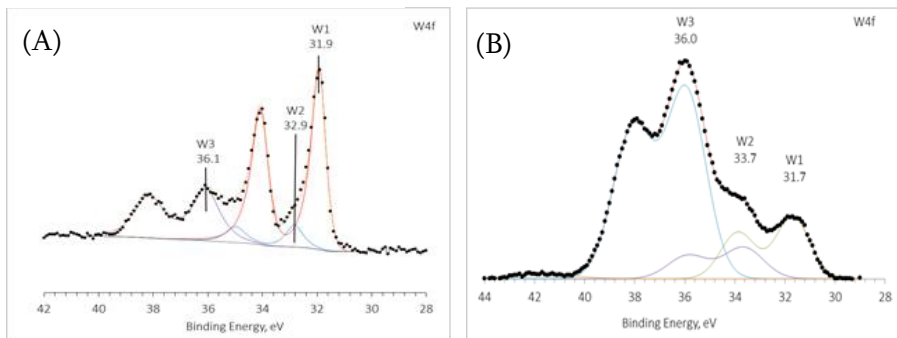 (A)
W4f
W1
31.9
W2
32.9
W3
36.1
42 40 38 36 34 32 30 28
Binding Energy, eV
(B)
W4f
W3
36.0
W2
33.7
W1
31.7
44 42 40 38 36 34 32 30 28
Binding Energy, eV